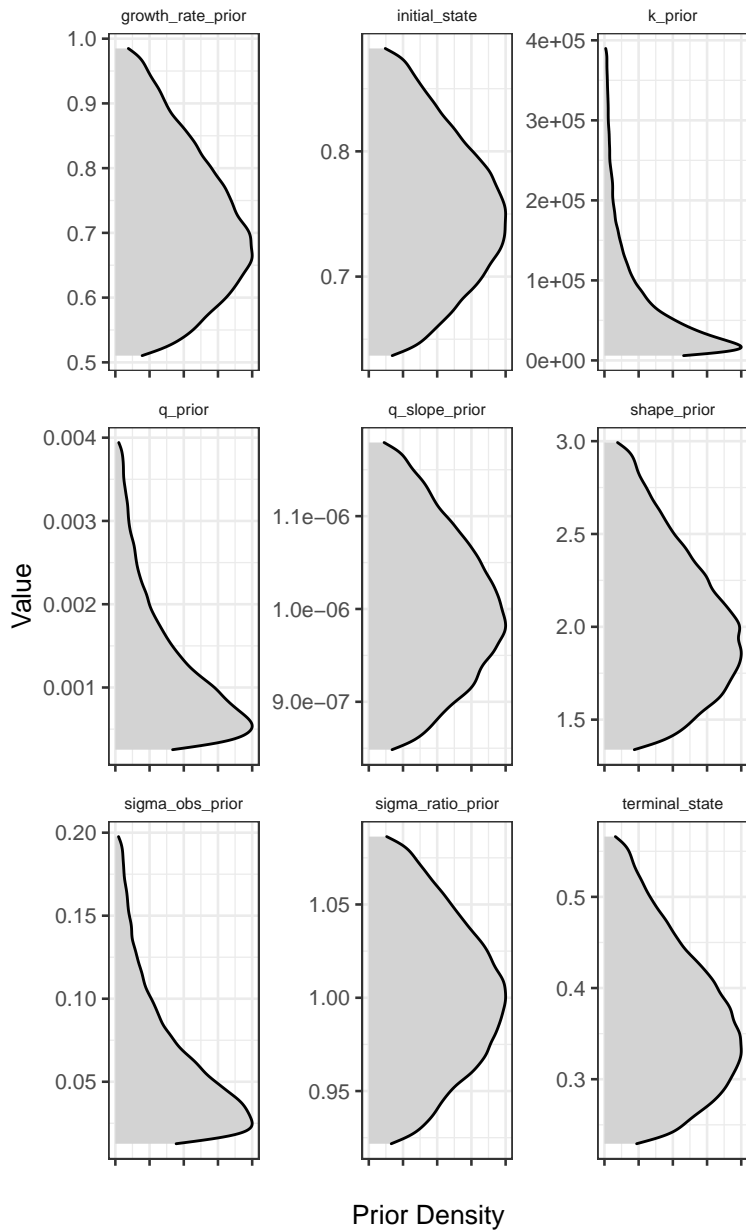 growth_rate_prior
initial_state
k_prior
1.0
0.9
0.8
0.7
0.6
0.5
0.8
0.7
4e+05
3e+05
2e+05
1e+05
0e+00
q_prior
q_slope_prior
shape_prior
0.004
0.003
0.002
0.001
1.1e−06
1.0e−06
9.0e−07
3.0
2.5
2.0
1.5
Value
sigma_obs_prior
sigma_ratio_prior
terminal_state
0.20
0.15
0.10
0.05
1.05
1.00
0.95
0.5
0.4
0.3
Prior Density